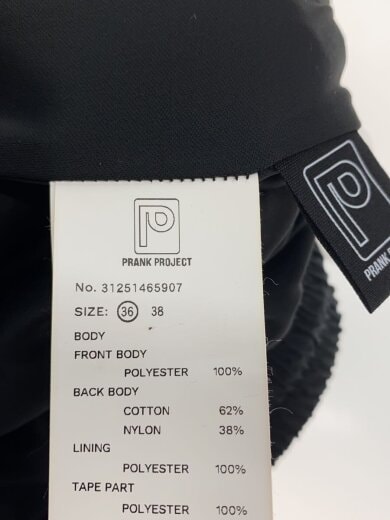 PRANK PROJECT
No. 31251465907
SIZE: 36 38
BODY
FRONT BODY
POLYESTER 100%
BACK BODY
COTTON 62%
NYLON 38%
LINING
POLYESTER 100%
TAPE PART
POLYESTER 100%
PRANK